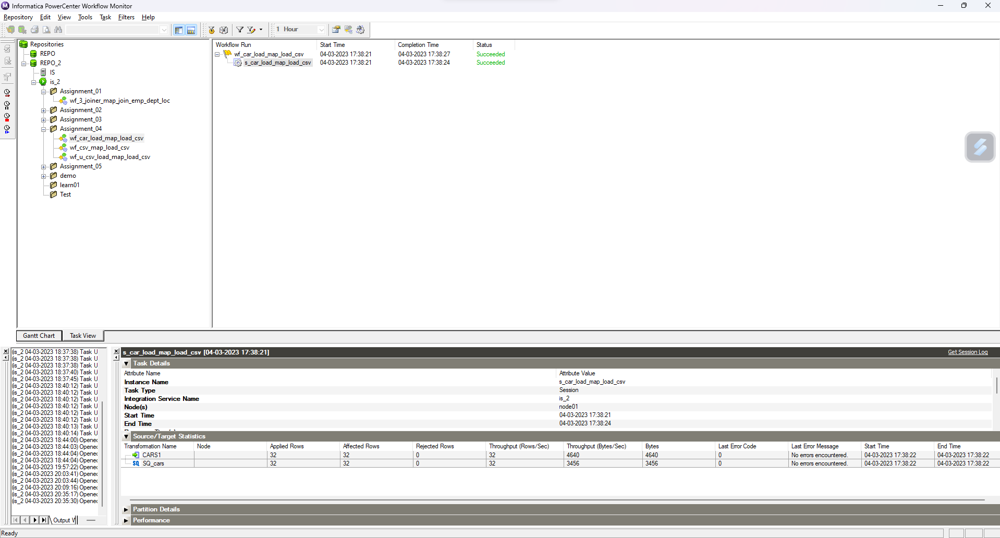 Informatica PowerCenter Workflow Monitor
Repository Edit View Tools Task Filters Help
1 Hour
Repositories
REPO
REPO_2
IS
is_2
Assignment_01
wf_3_joiner_map_join_emp_dept_loc
Assignment_02
Assignment_03
Assignment_04
wf_car_load_map_load_csv
wf_csv_map_load_csv
wf_u_csv_load_map_load_csv
Assignment_05
demo
learn01
Test
Workflow Run Start Time Completion Time Status
wf_car_load_map_load_csv 04-03-2023 17:38:21 04-03-2023 17:38:27 Succeeded
s_car_load_map_load_csv 04-03-2023 17:38:21 04-03-2023 17:38:24 Succeeded
Gantt Chart Task View
(is_2 04-03-2023 18:37:38) Task U
(is_2 04-03-2023 18:37:38) Task U
(is_2 04-03-2023 18:37:38) Task U
(is_2 04-03-2023 18:37:40) Task U
(is_2 04-03-2023 18:37:45) Task U
(is_2 04-03-2023 18:40:12) Task U
(is_2 04-03-2023 18:40:12) Task U
(is_2 04-03-2023 18:40:12) Task U
(is_2 04-03-2023 18:40:12) Task U
(is_2 04-03-2023 18:40:12) Task U
(is_2 04-03-2023 18:40:12) Task U
(is_2 04-03-2023 18:40:13) Task U
(is_2 04-03-2023 18:40:14) Task U
(is_2 04-03-2023 18:44:00) Opened
(is_2 04-03-2023 18:44:03) Opened
(is_2 04-03-2023 18:44:04) Opened
(is_2 04-03-2023 18:44:04) Opened
(is_2 04-03-2023 19:57:22) Opened
(is_2 04-03-2023 20:03:41) Opened
(is_2 04-03-2023 20:03:44) Opened
(is_2 04-03-2023 20:09:16) Opened
(is_2 04-03-2023 20:35:17) Opened
(is_2 04-03-2023 20:35:30) Opened
Output W
s_car_load_map_load_csv [04-03-2023 17:38:21] Get Session Log
Task Details
Attribute Name Attribute Value
Instance Name s_car_load_map_load_csv
Task Type Session
Integration Service Name is_2
Node(s) node01
Start Time 04-03-2023 17:38:21
End Time 04-03-2023 17:38:24
Source/Target Statistics
Transformation Name Node Applied Rows Affected Rows Rejected Rows Throughput (Rows/Sec) Throughput (Bytes/Sec) Bytes Last Error Code Last Error Message Start Time End Time
CARS1 32 32 0 32 4640 4640 0 No errors encountered. 04-03-2023 17:38:22 04-03-2023 17:38:22
SQ SQ_cars 32 32 0 32 3456 3456 0 No errors encountered. 04-03-2023 17:38:22 04-03-2023 17:38:22
Partition Details
Performance
Ready